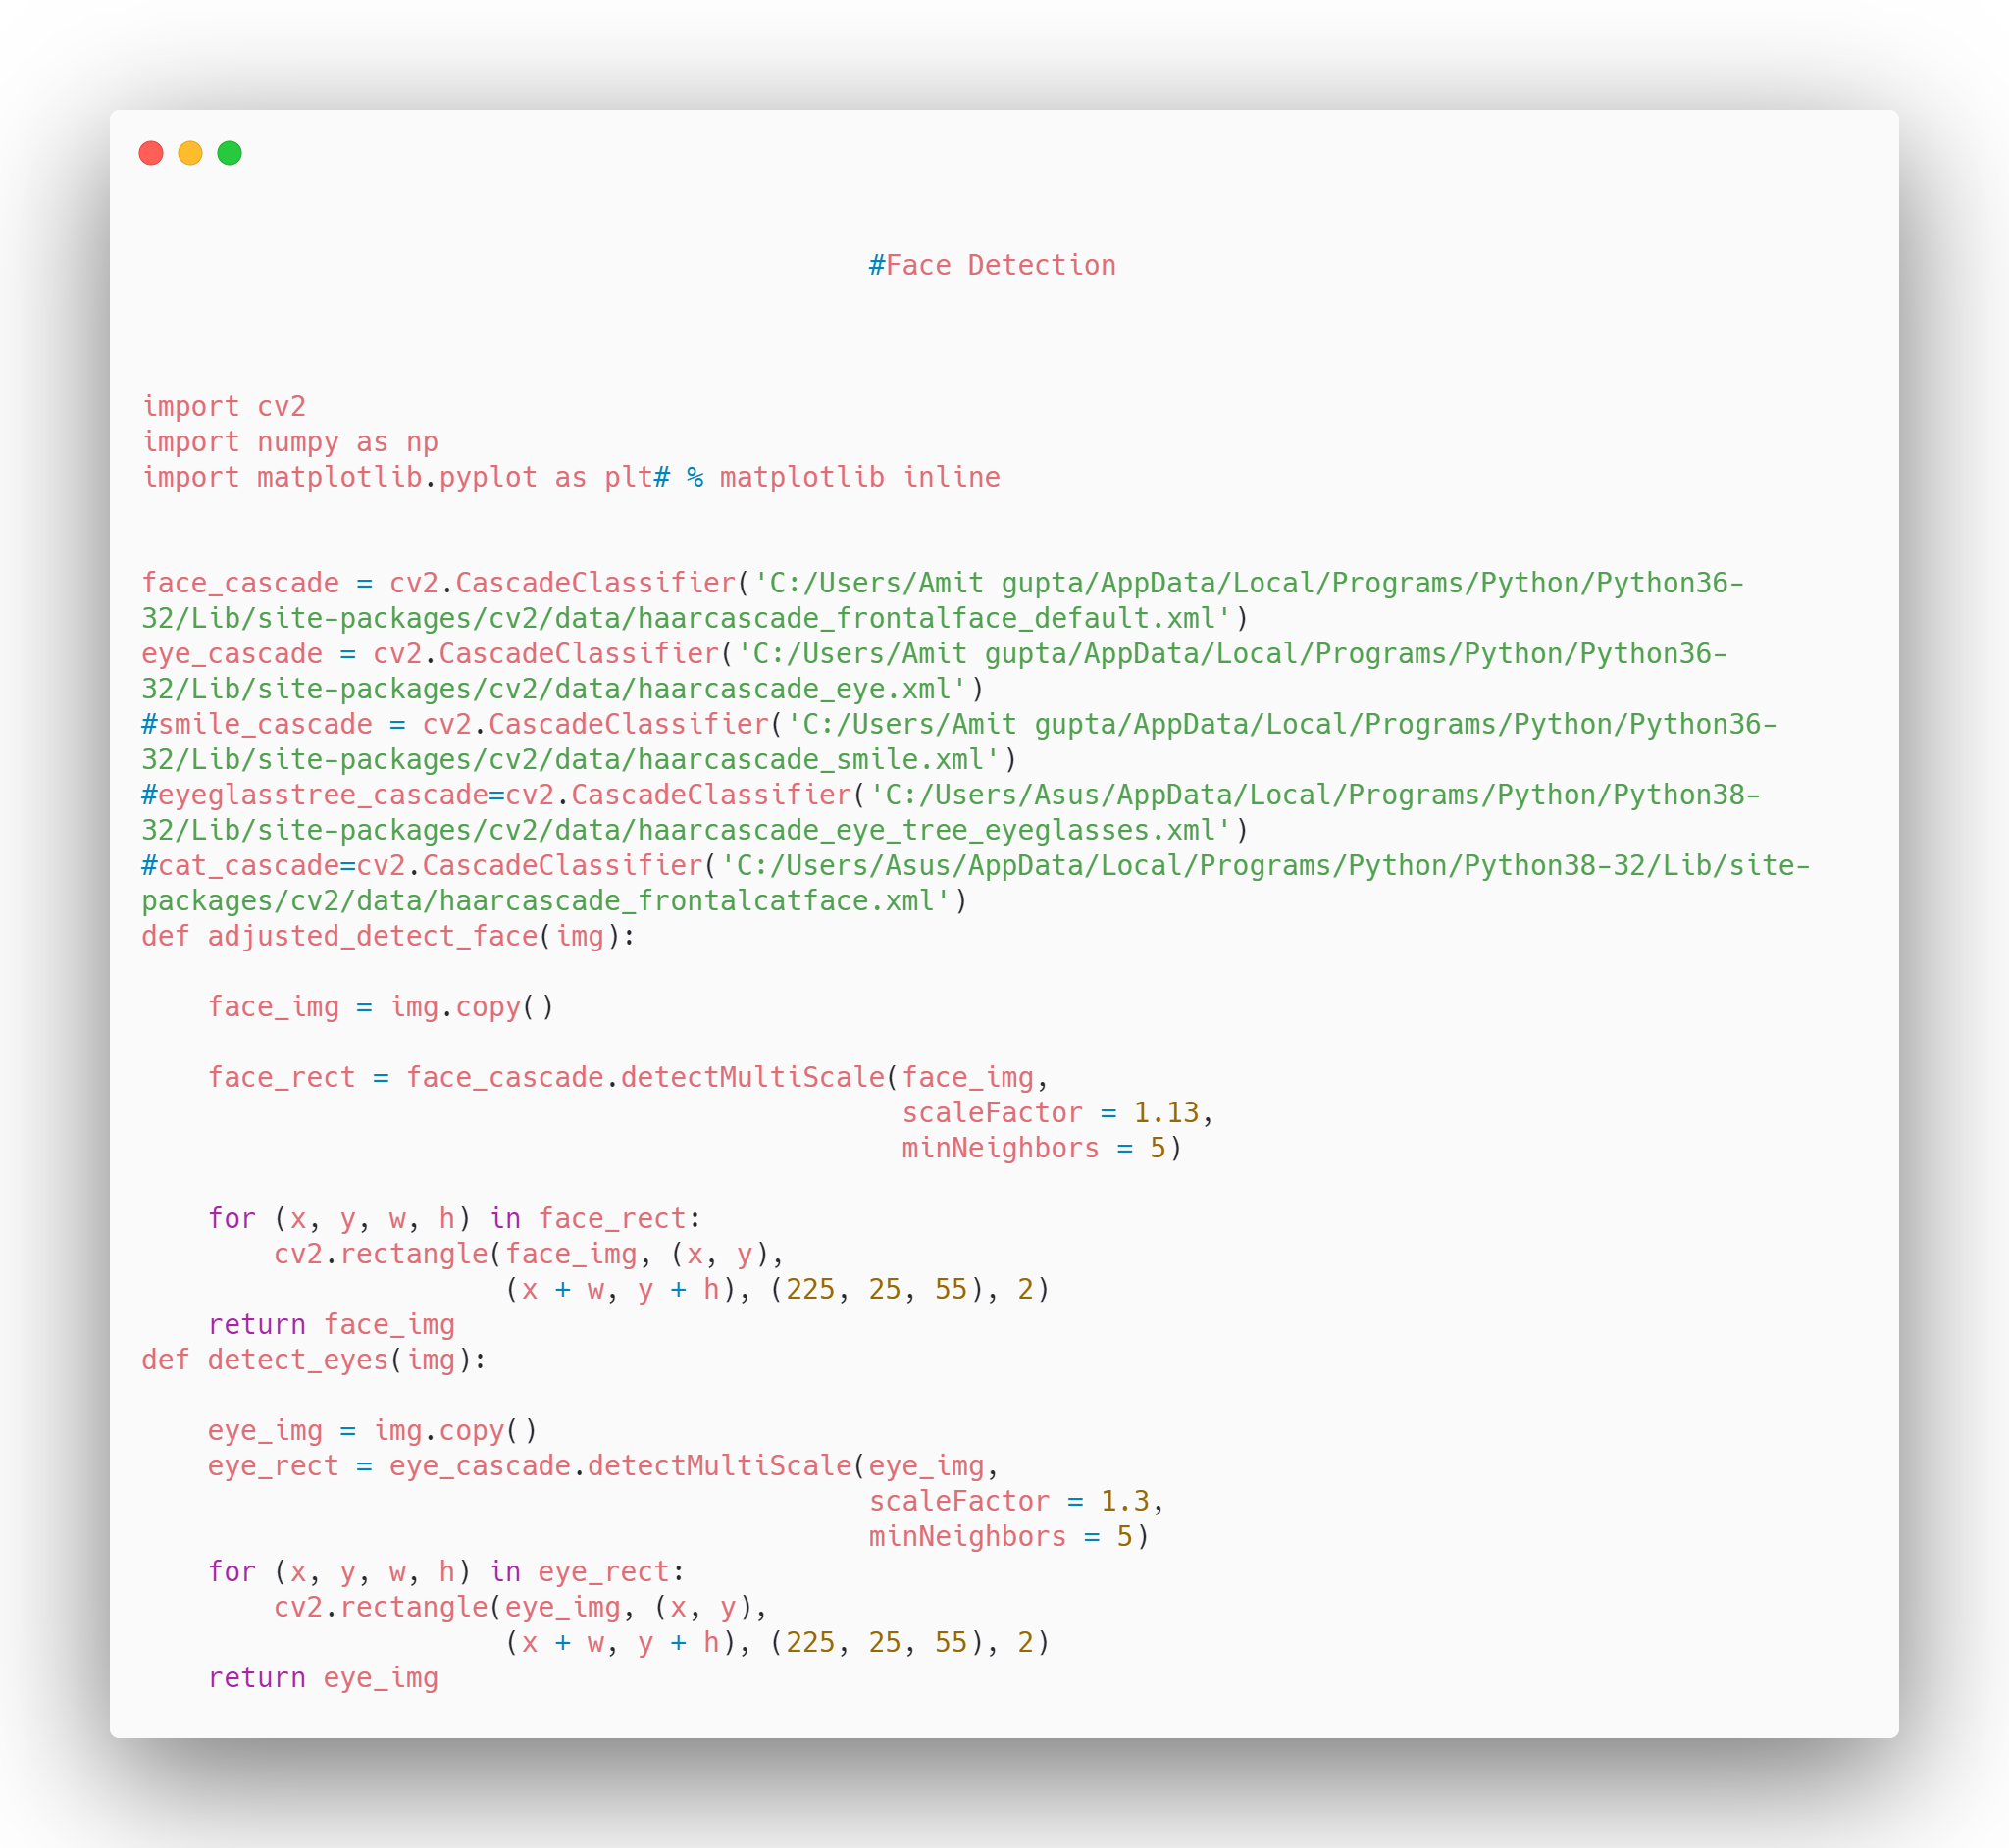 #Face Detection
import cv2
import numpy as np
import matplotlib.pyplot as plt# % matplotlib inline
face_cascade = cv2.CascadeClassifier('C:/Users/Amit gupta/AppData/Local/Programs/Python/Python36-
32/Lib/site-packages/cv2/data/haarcascade_frontalface_default.xml')
eye_cascade = cv2.CascadeClassifier('C:/Users/Amit gupta/AppData/Local/Programs/Python/Python36-
32/Lib/site-packages/cv2/data/haarcascade_eye.xml')
#smile_cascade = cv2.CascadeClassifier('C:/Users/Amit gupta/AppData/Local/Programs/Python/Python36-
32/Lib/site-packages/cv2/data/haarcascade_smile.xml')
#eyeglasstree_cascade=cv2.CascadeClassifier('C:/Users/Asus/AppData/Local/Programs/Python/Python38-
32/Lib/site-packages/cv2/data/haarcascade_eye_tree_eyeglasses.xml')
#cat_cascade=cv2.CascadeClassifier('C:/Users/Asus/AppData/Local/Programs/Python/Python38-32/Lib/site-
packages/cv2/data/haarcascade_frontalcatface.xml')
def adjusted_detect_face(img):
    face_img = img.copy()
    face_rect = face_cascade.detectMultiScale(face_img,
                                              scaleFactor = 1.13,
                                              minNeighbors = 5)
    for (x, y, w, h) in face_rect:
        cv2.rectangle(face_img, (x, y),
                      (x + w, y + h), (225, 25, 55), 2)
    return face_img
def detect_eyes(img):
    eye_img = img.copy()
    eye_rect = eye_cascade.detectMultiScale(eye_img,
                                            scaleFactor = 1.3,
                                            minNeighbors = 5)
    for (x, y, w, h) in eye_rect:
        cv2.rectangle(eye_img, (x, y),
                      (x + w, y + h), (225, 25, 55), 2)
    return eye_img